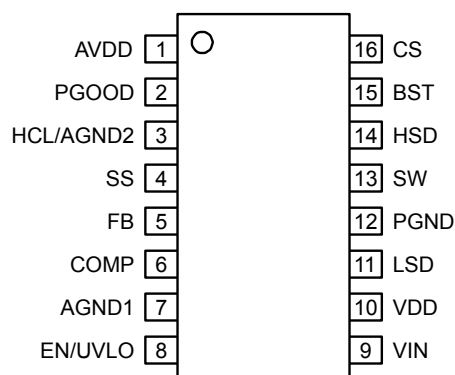 AVDD 1 16 CS
PGOOD 2 15 BST
HCL/AGND2 3 14 HSD
SS 4 13 SW
FB 5 12 PGND
COMP 6 11 LSD
AGND1 7 10 VDD
EN/UVLO 8 9 VIN